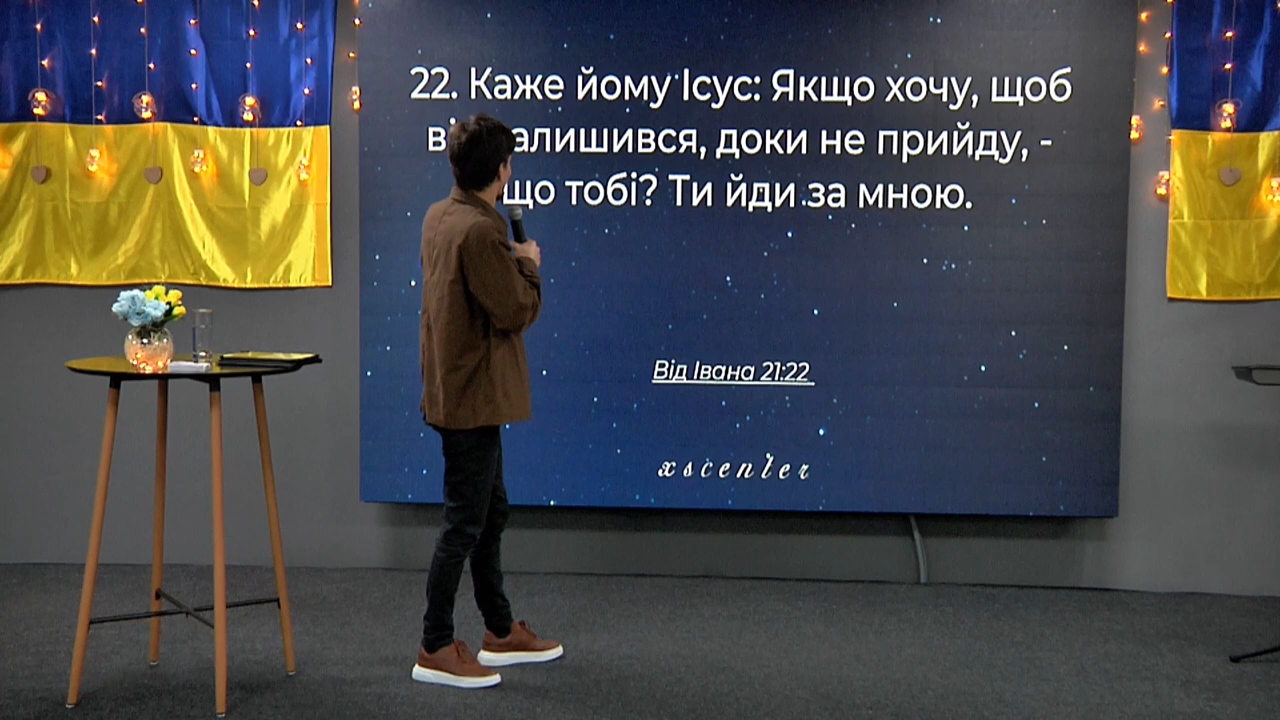 22. Каже йому Ісус: Якщо хочу, щоб
доки не прийду, -
що тобі? Ти йди за мною.
Від Івана 21:22
xscenter